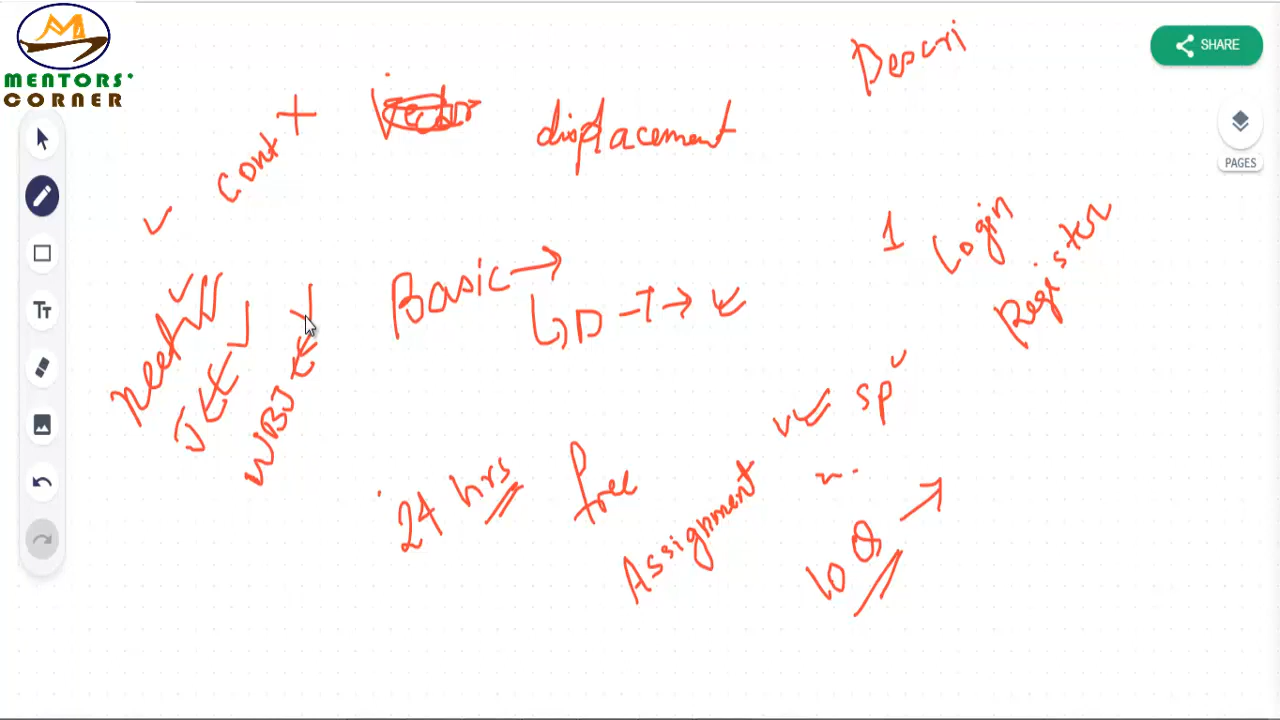 MENTORS'
CORNER
SHARE
PAGES
Descri
cont +
displacement
1 Login
Register
Basic →
D - T →
Neet
JEE
WBJEE
sp
24 hrs
free
Assignment
10 Q →
Tt